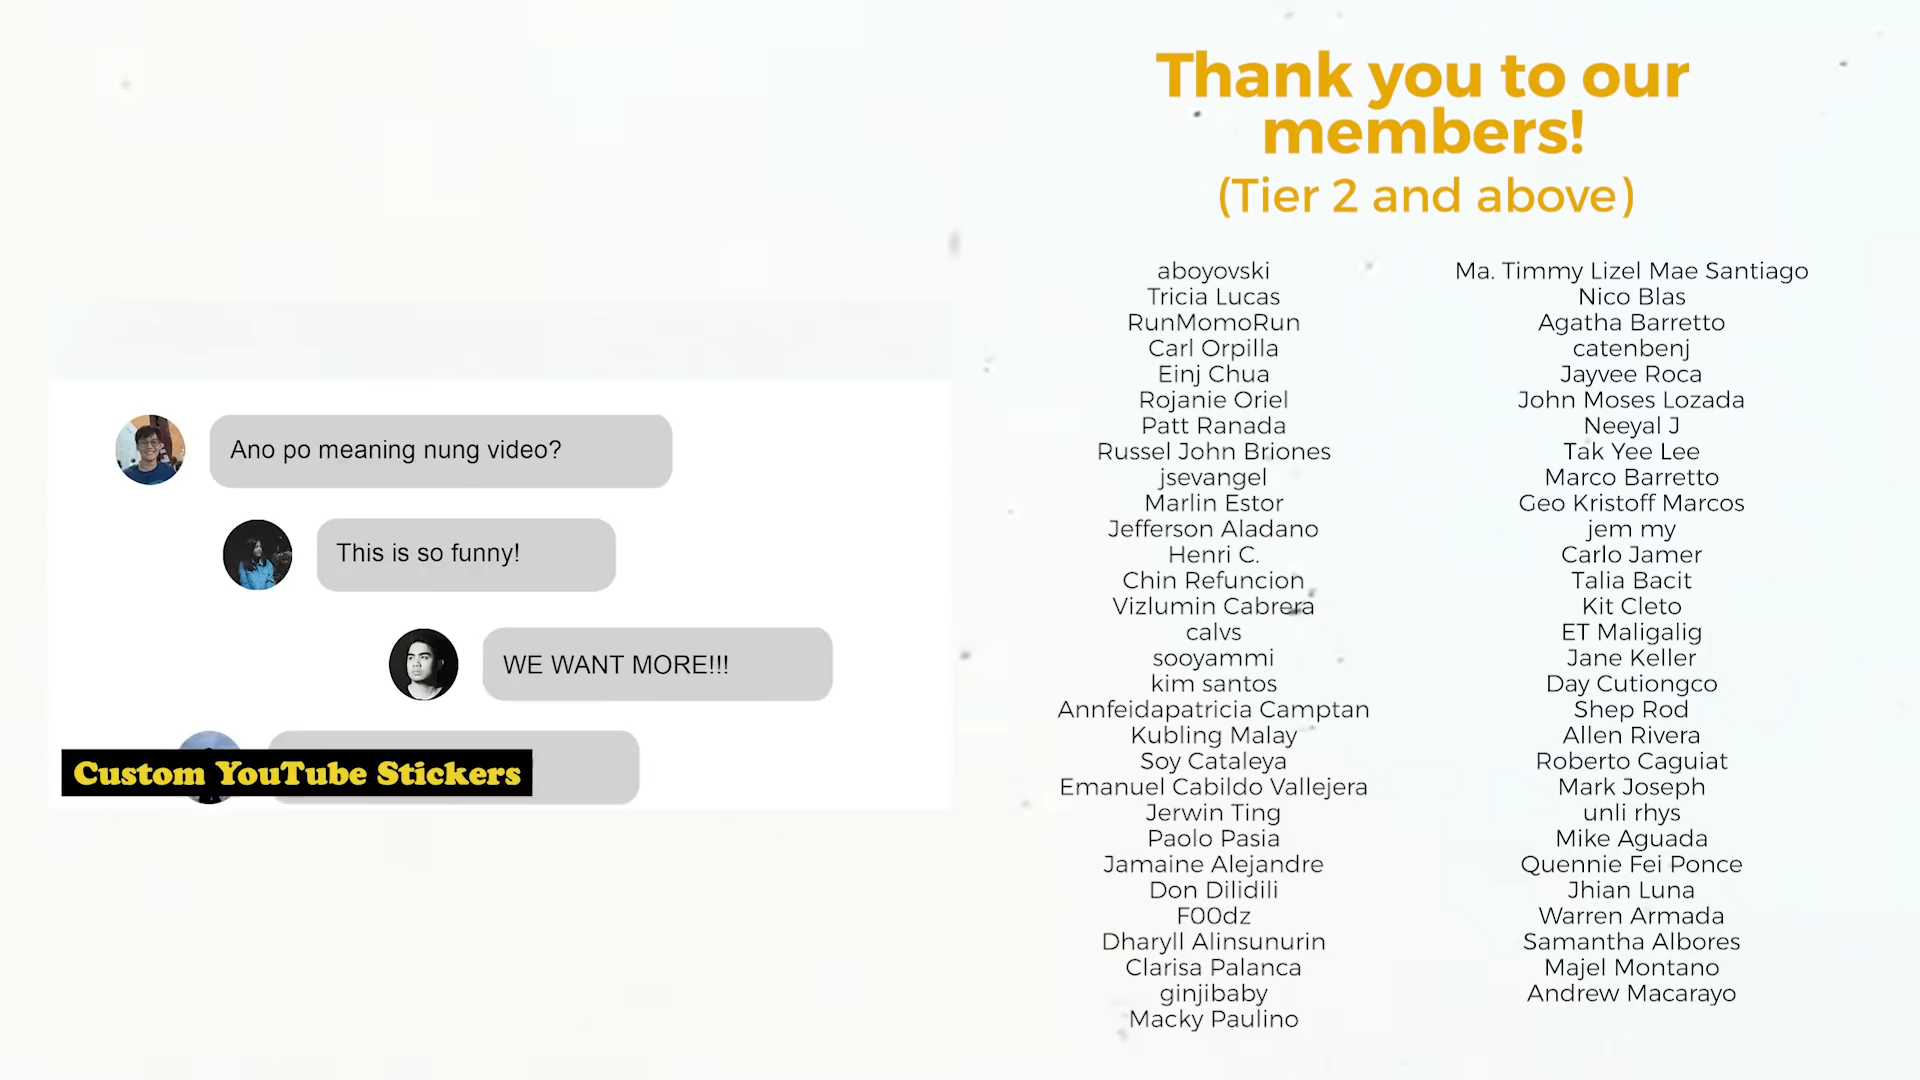 Thank you to our
members!
(Tier 2 and above)
Ano po meaning nung video?
This is so funny!
WE WANT MORE!!!
Custom YouTube Stickers
aboyovski
Tricia Lucas
RunMomoRun
Carl Orpilla
Einj Chua
Rojanie Oriel
Patt Ranada
Russel John Briones
jsevangel
Marlin Estor
Jefferson Aladano
Henri C.
Chin Refuncion
Vizlumin Cabrera
calvs
sooyammi
kim santos
Annfeidapatricia Camptan
Kubling Malay
Soy Cataleya
Emanuel Cabildo Vallejera
Jerwin Ting
Paolo Pasia
Jamaine Alejandre
Don Dilidili
F00dz
Dharyll Alinsunurin
Clarisa Palanca
ginjibaby
Macky Paulino
Ma. Timmy Lizel Mae Santiago
Nico Blas
Agatha Barretto
catenbenj
Jayvee Roca
John Moses Lozada
Neeyal J
Tak Yee Lee
Marco Barretto
Geo Kristoff Marcos
jem my
Carlo Jamer
Talia Bacit
Kit Cleto
ET Maligalig
Jane Keller
Day Cutiongco
Shep Rod
Allen Rivera
Roberto Caguiat
Mark Joseph
unli rhys
Mike Aguada
Quennie Fei Ponce
Jhian Luna
Warren Armada
Samantha Albores
Majel Montano
Andrew Macarayo